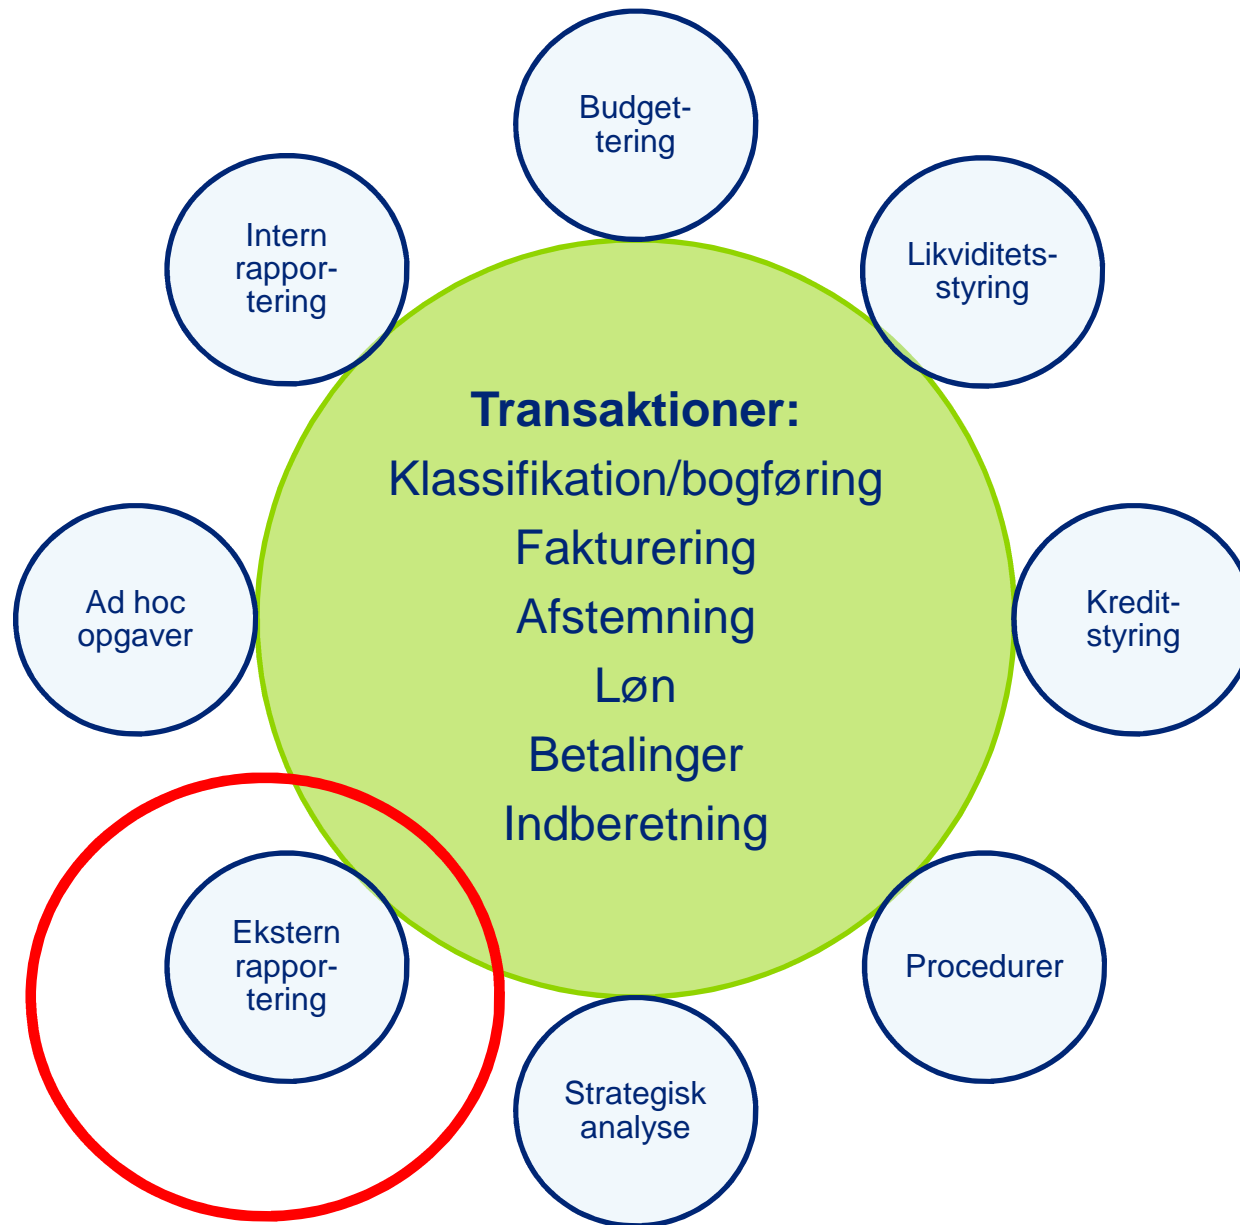 Budget-
tering
Intern
rappor-
tering
Likviditets-
styring
Transaktioner:
Klassifikation/bogføring
Fakturering
Afstemning
Løn
Betalinger
Indberetning
Ad hoc
opgaver
Kredit-
styring
Ekstern
rappor-
tering
Procedurer
Strategisk
analyse